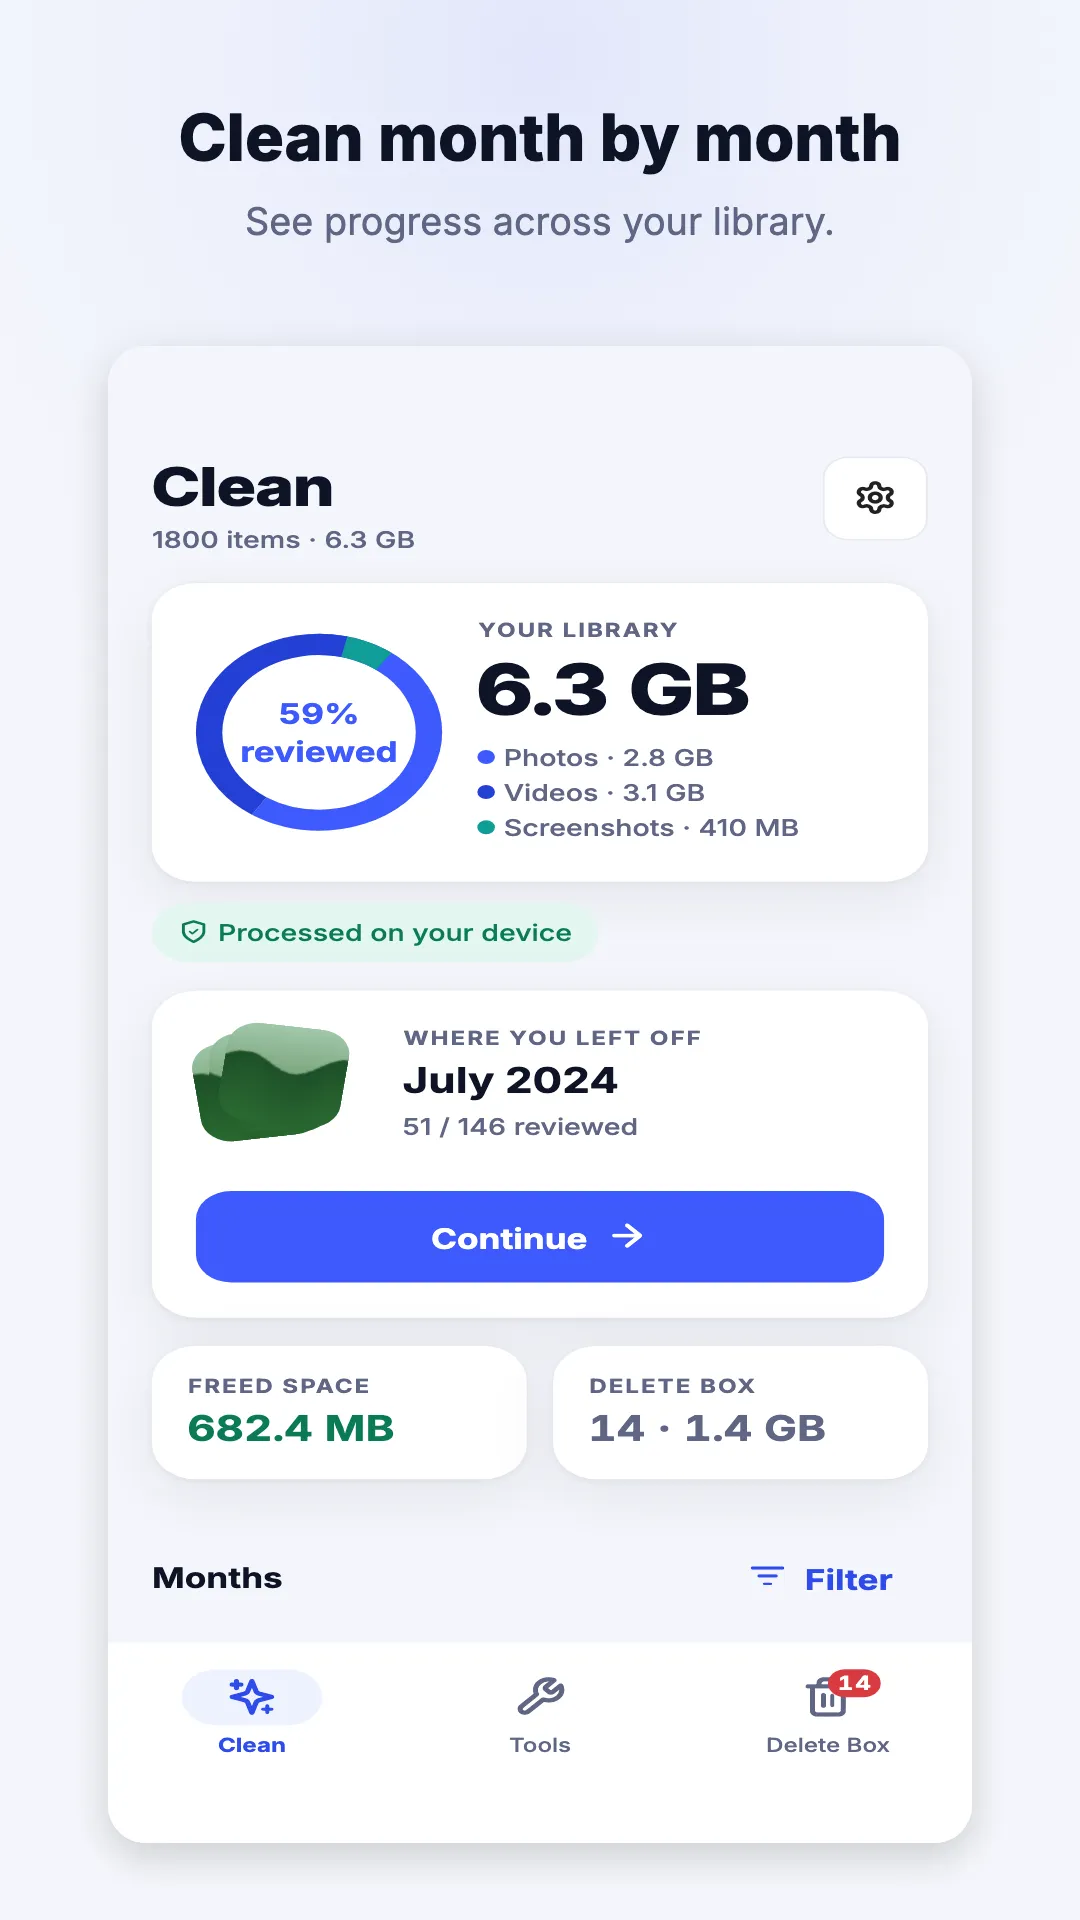 Clean month by month
See progress across your library.
Clean
1800 items · 6.3 GB
59%
reviewed
YOUR LIBRARY
6.3 GB
Photos · 2.8 GB
Videos · 3.1 GB
Screenshots · 410 MB
Processed on your device
WHERE YOU LEFT OFF
July 2024
51 / 146 reviewed
Continue →
FREED SPACE
682.4 MB
DELETE BOX
14 · 1.4 GB
Months
Filter
14
Clean
Tools
Delete Box